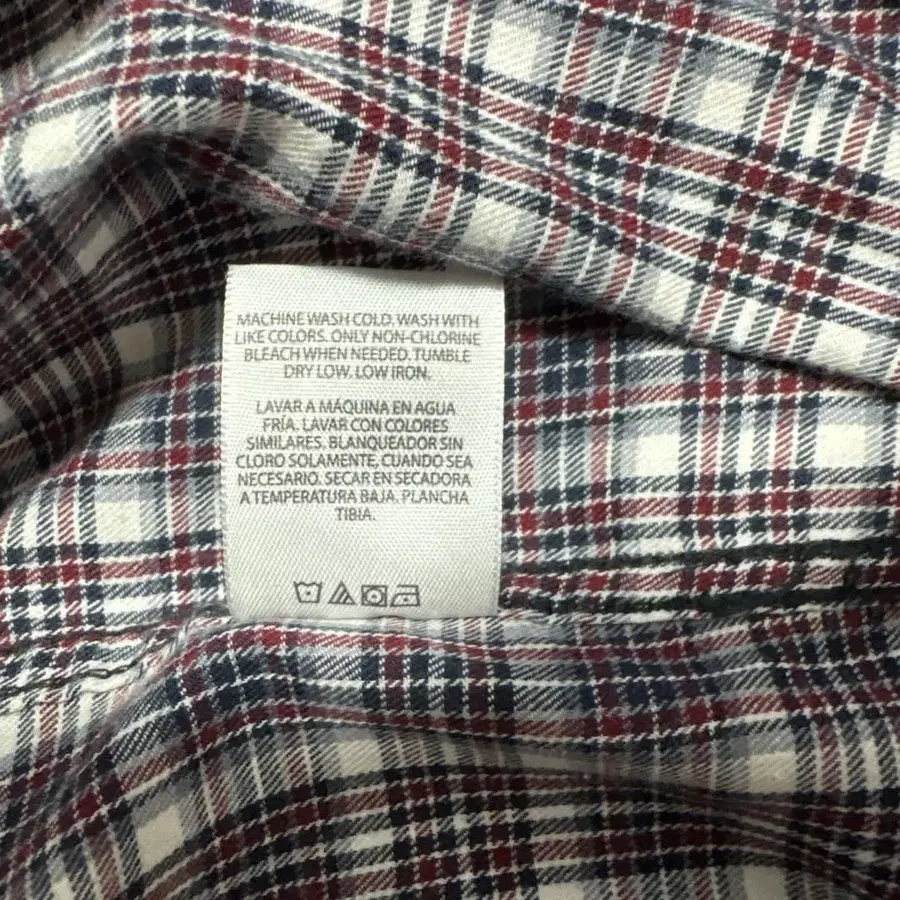 MACHINE WASH COLD. WASH WITH
LIKE COLORS. ONLY NON-CHLORINE
BLEACH WHEN NEEDED. TUMBLE
DRY LOW. LOW IRON.
LAVAR A MÁQUINA EN AGUA
FRÍA. LAVAR CON COLORES
SIMILARES. BLANQUEADOR SIN
CLORO SOLAMENTE, CUANDO SEA
NECESARIO. SECAR EN SECADORA
A TEMPERATURA BAJA. PLANCHA
TIBIA.